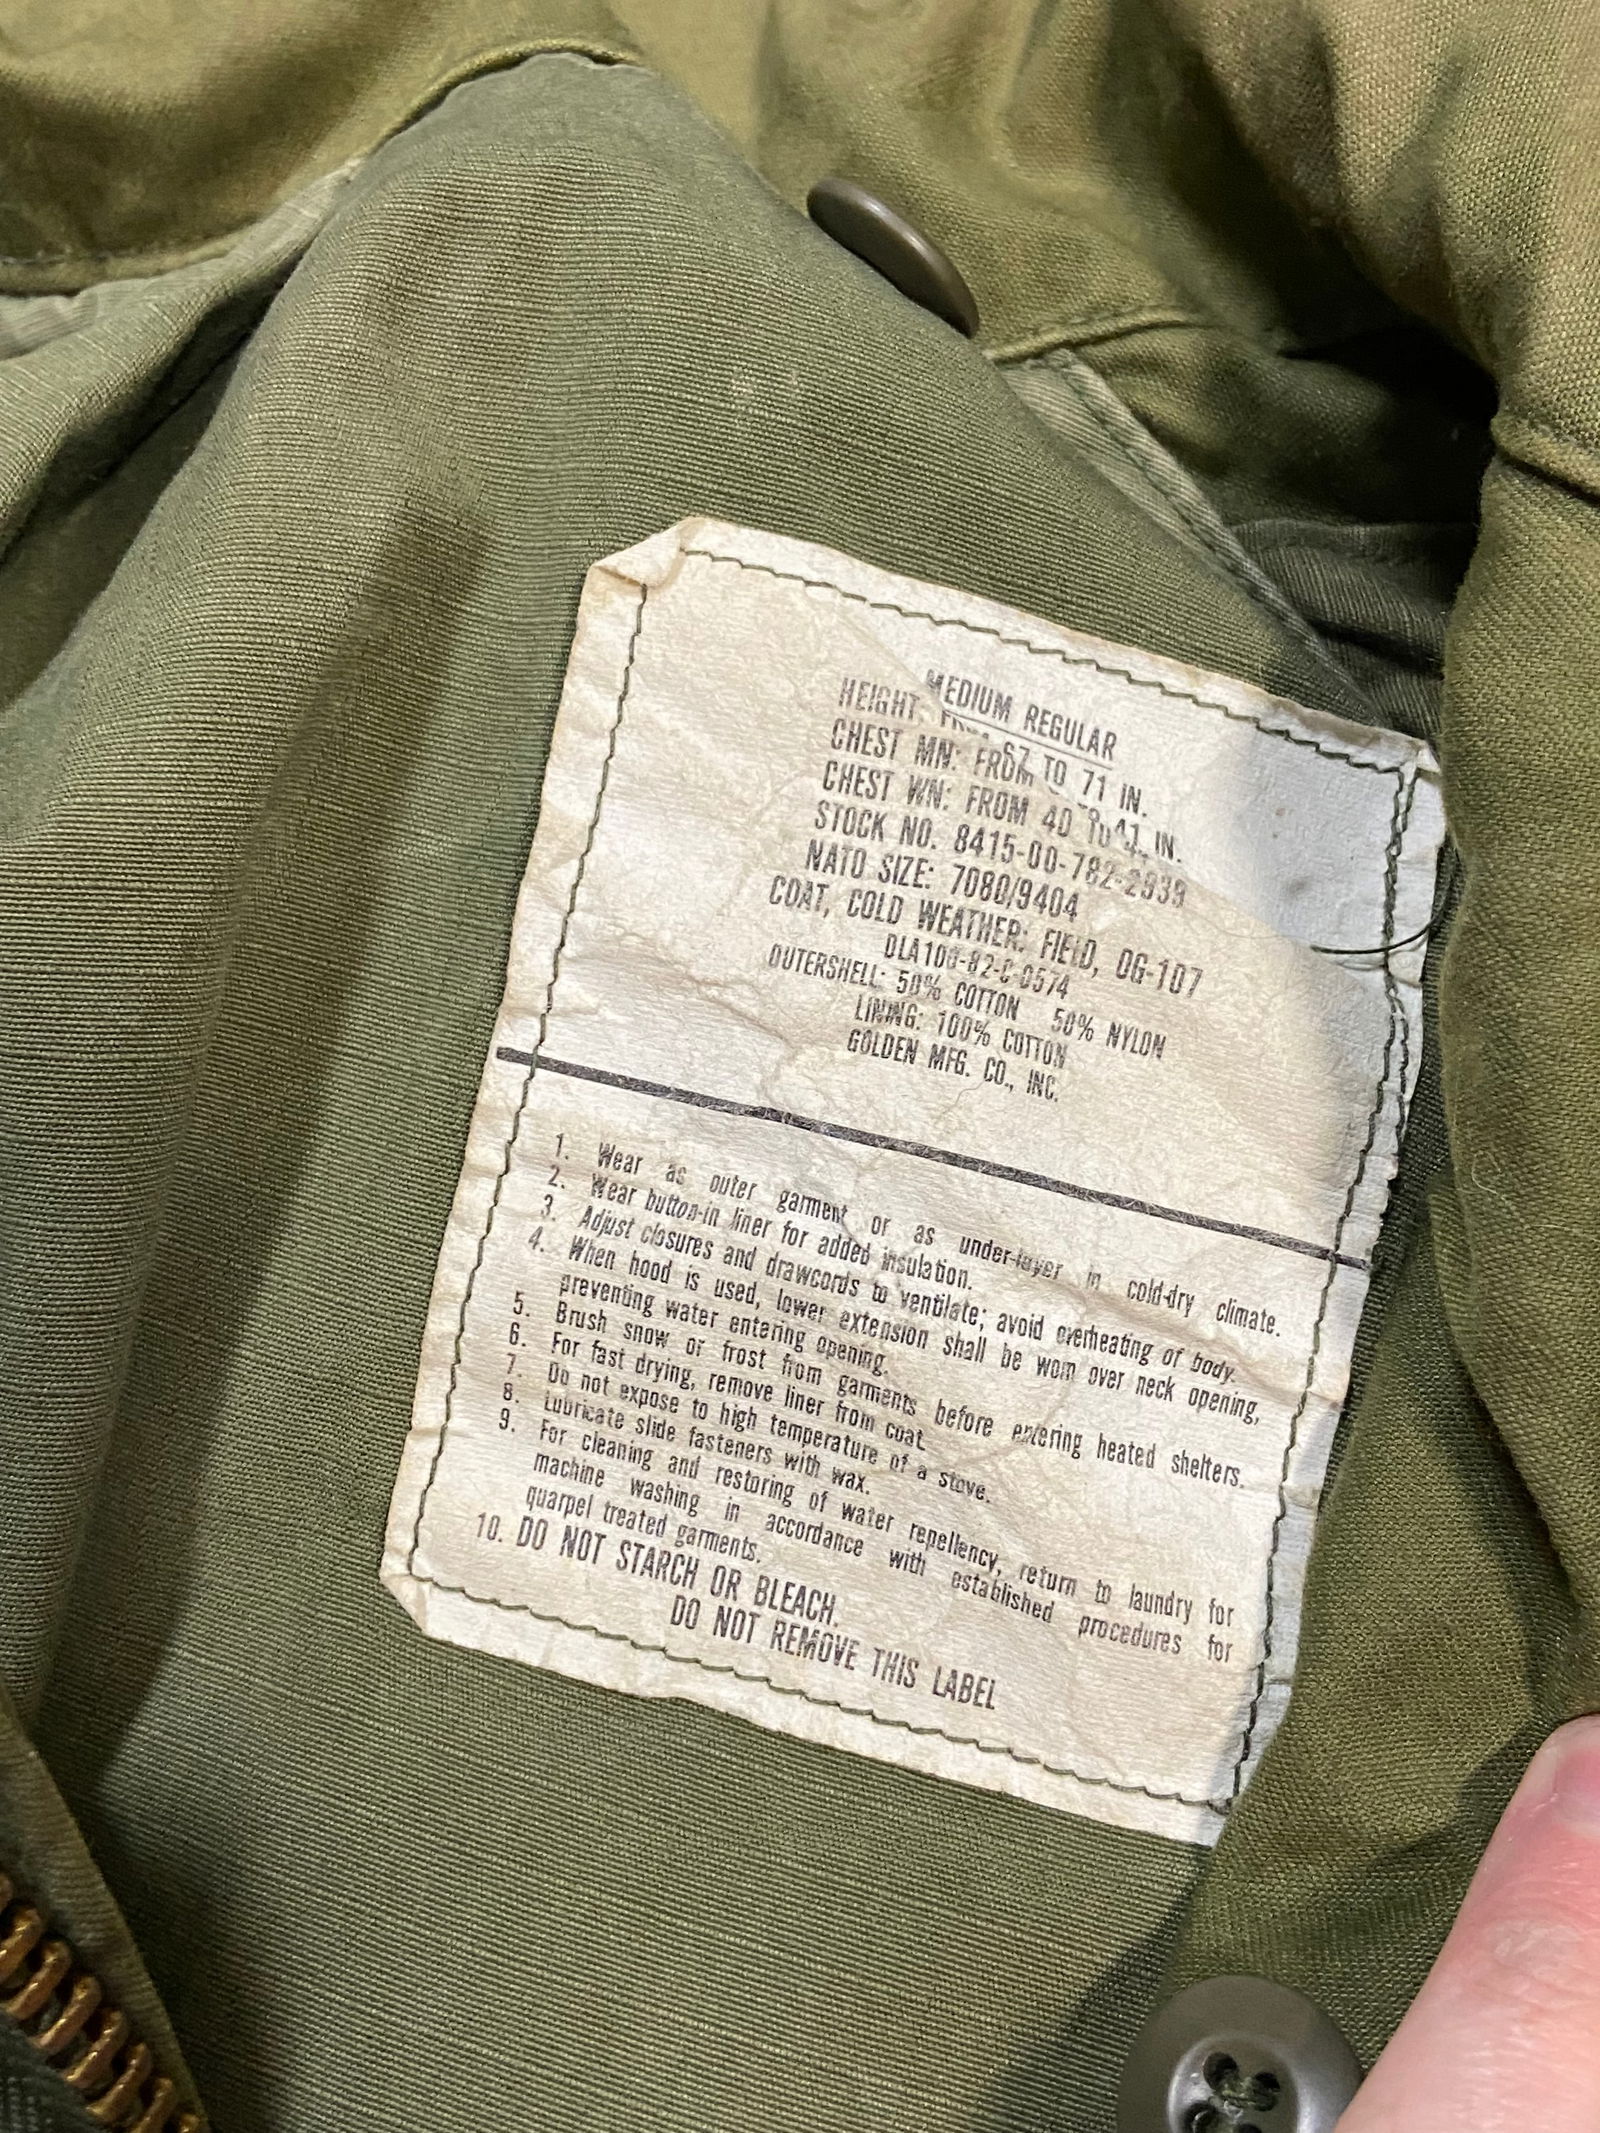 MEDIUM REGULAR
HEIGHT: 67 TO 71 IN.
CHEST MN: FROM
CHEST WN: FROM 40 TO 41 IN.
STOCK NO. 8415-00-782-2939
NATO SIZE: 7080/9404
COAT, COLD WEATHER: FIELD, OG-107
DLA100-82-C-0574
OUTERSHELL: 50% COTTON 50% NYLON
LINING: 100% COTTON
GOLDEN MFG. CO., INC.
1. Wear as outer garment or as under-layer in cold-dry climate.
2. Wear button-in liner for added insulation.
3. Adjust closures and drawcords to ventilate; avoid overheating of body.
4. When hood is used, lower extension shall be worn over neck opening,
preventing water entering opening.
5. Brush snow or frost from garments before entering heated shelters.
6. For fast drying, remove liner from coat.
7. Do not expose to high temperature of a stove.
8. Lubricate slide fasteners with wax.
9. For cleaning and restoring of water repellency, return to laundry for
machine washing in accordance with established procedures for
quarpel treated garments.
10. DO NOT STARCH OR BLEACH.
DO NOT REMOVE THIS LABEL